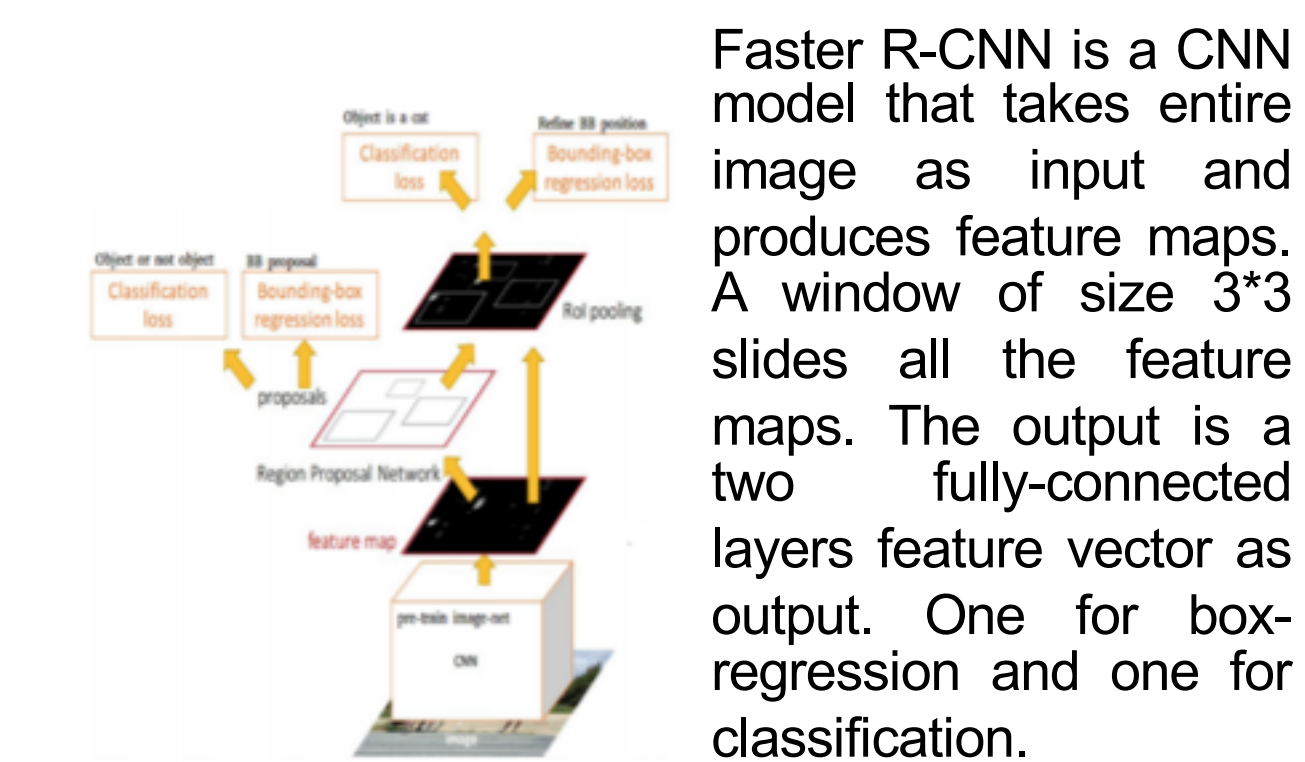 Object is a cat
Refine BB position
Classification
loss
Bounding-box
regression loss
Object or not object
BB proposal
Classification
loss
Bounding-box
regression loss
RoI pooling
proposals
Region Proposal Network
feature map
pre-train image-net
CNN
image
Faster R-CNN is a CNN
model that takes entire
image as input and
produces feature maps.
A window of size 3*3
slides all the feature
maps. The output is a
two fully-connected
layers feature vector as
output. One for box-
regression and one for
classification.